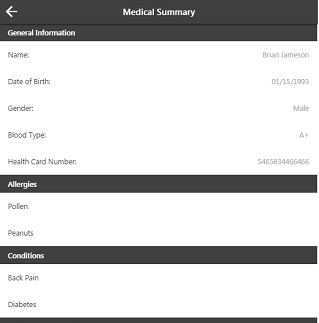 Medical Summary
General Information
Name: Brian Jameson
Date of Birth: 01/15/1993
Gender: Male
Blood Type: A+
Health Card Number: 5465834466466
Allergies
Pollen
Peanuts
Conditions
Back Pain
Diabetes